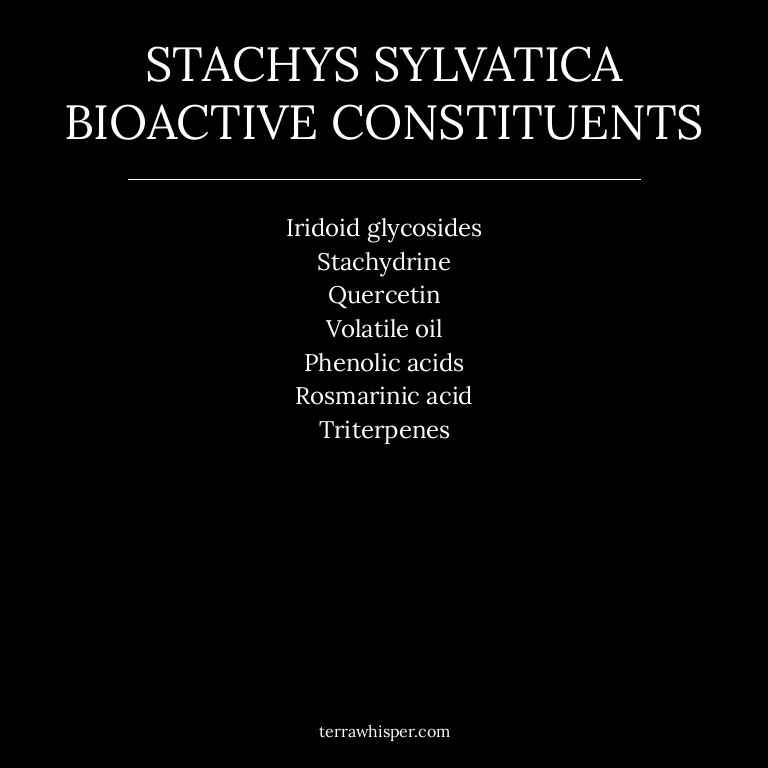 STACHYS SYLVATICA
BIOACTIVE CONSTITUENTS
Iridoid glycosides
Stachydrine
Quercetin
Volatile oil
Phenolic acids
Rosmarinic acid
Triterpenes
terrawhisper.com